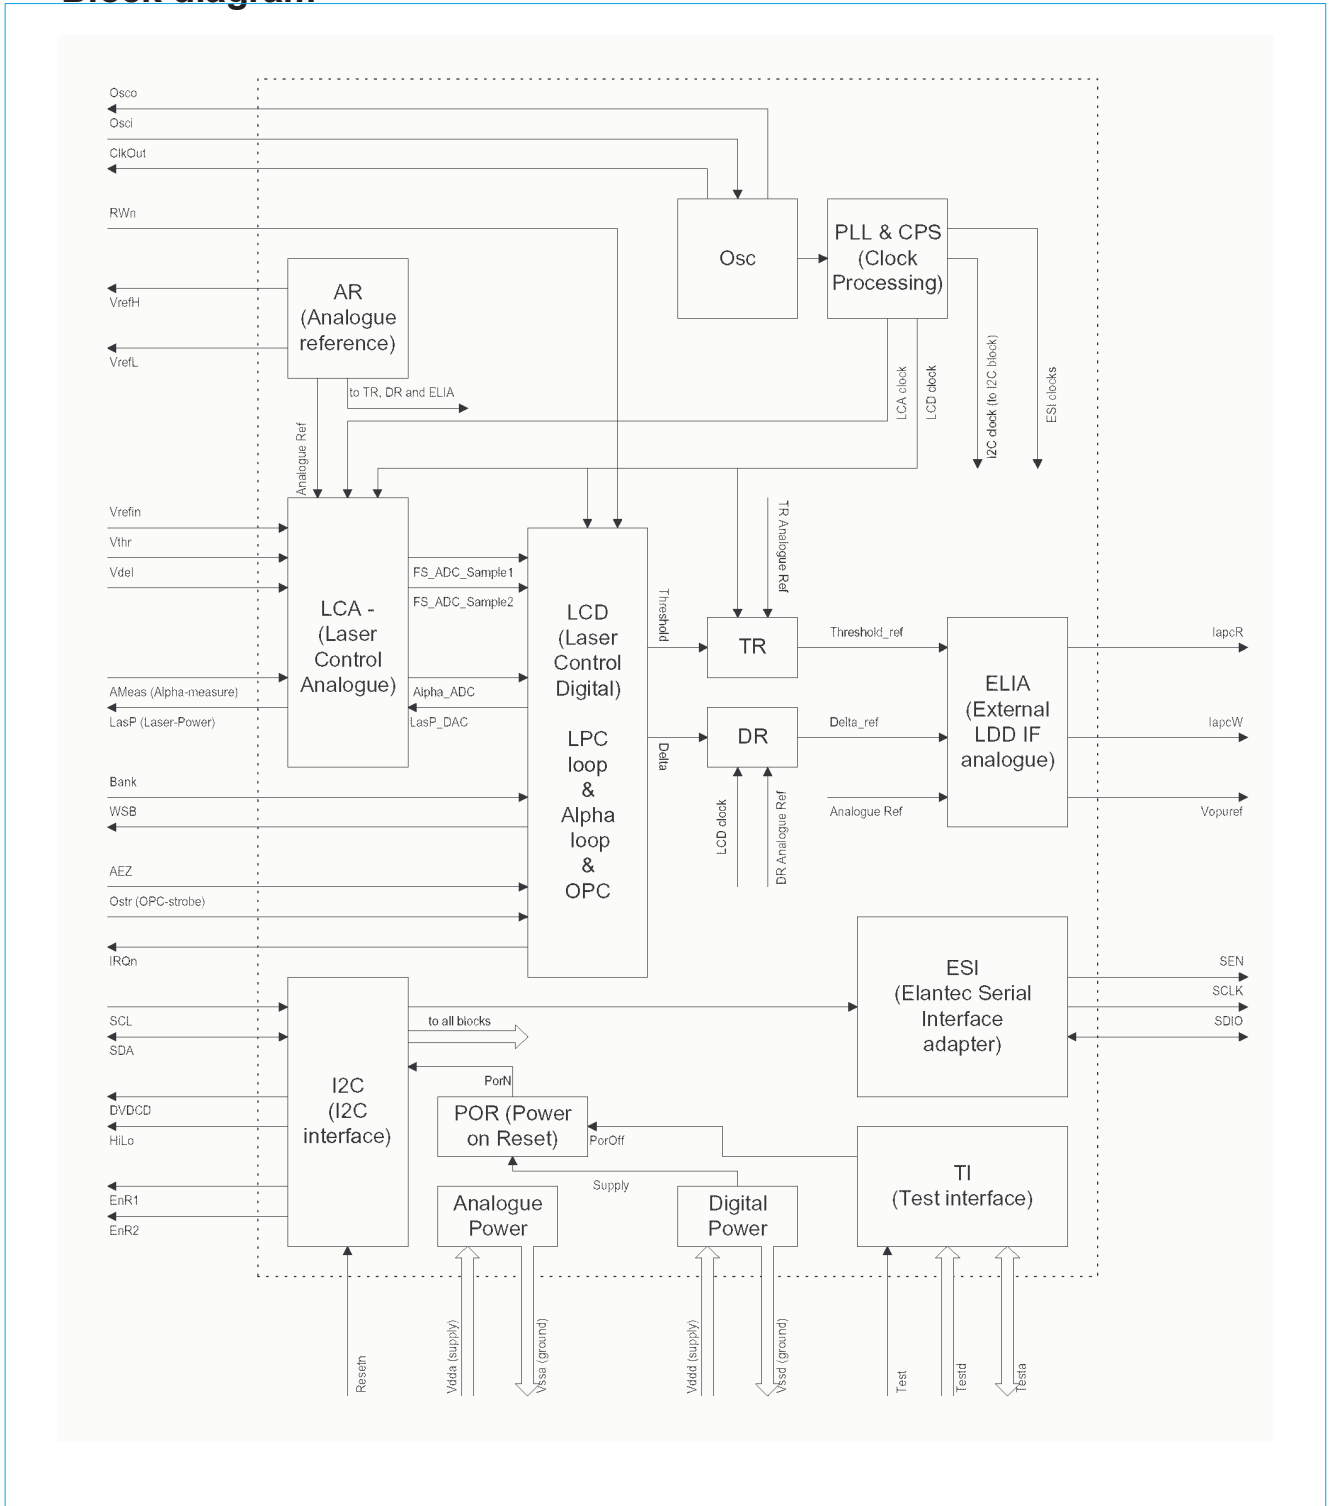 Block diagram
Osco
Osci
ClkOut
RWn
VrefH
VrefL
AR
(Analogue
reference)
Osc
PLL & CPS
(Clock
Processing)
to TR, DR and ELIA
Analogue Ref
LCA clock
LCD clock
i2C clock (to I2C block)
ESI clocks
Vrefin
Vthr
Vdel
LCA -
(Laser
Control
Analogue)
FS_ADC_Sample1
FS_ADC_Sample2
Alpha_ADC
LasP_DAC
AMeas (Alpha-measure)
LasP (Laser-Power)
LCD
(Laser
Control
Digital)
LPC
loop
&
Alpha
loop
&
OPC
Threshold
Delta
TR Analogue Ref
TR
DR
LCD clock
DR Analogue Ref
Threshold_ref
Delta_ref
Analogue Ref
ELIA
(External
LDD IF
analogue)
IapcR
IapcW
Vopuref
Bank
WSB
AEZ
Ostr (OPC-strobe)
IRQn
ESI
(Elantec Serial
Interface
adapter)
SEN
SCLK
SDIO
SCL
SDA
DVDCD
HiLo
EnR1
EnR2
I2C
(I2C
interface)
to all blocks
PorN
POR (Power
on Reset)
PorOff
Supply
Analogue
Power
Digital
Power
TI
(Test interface)
Resetn
Vdda (supply)
Vssa (ground)
Vddd (supply)
Vssd (ground)
Test
Testd
Testa